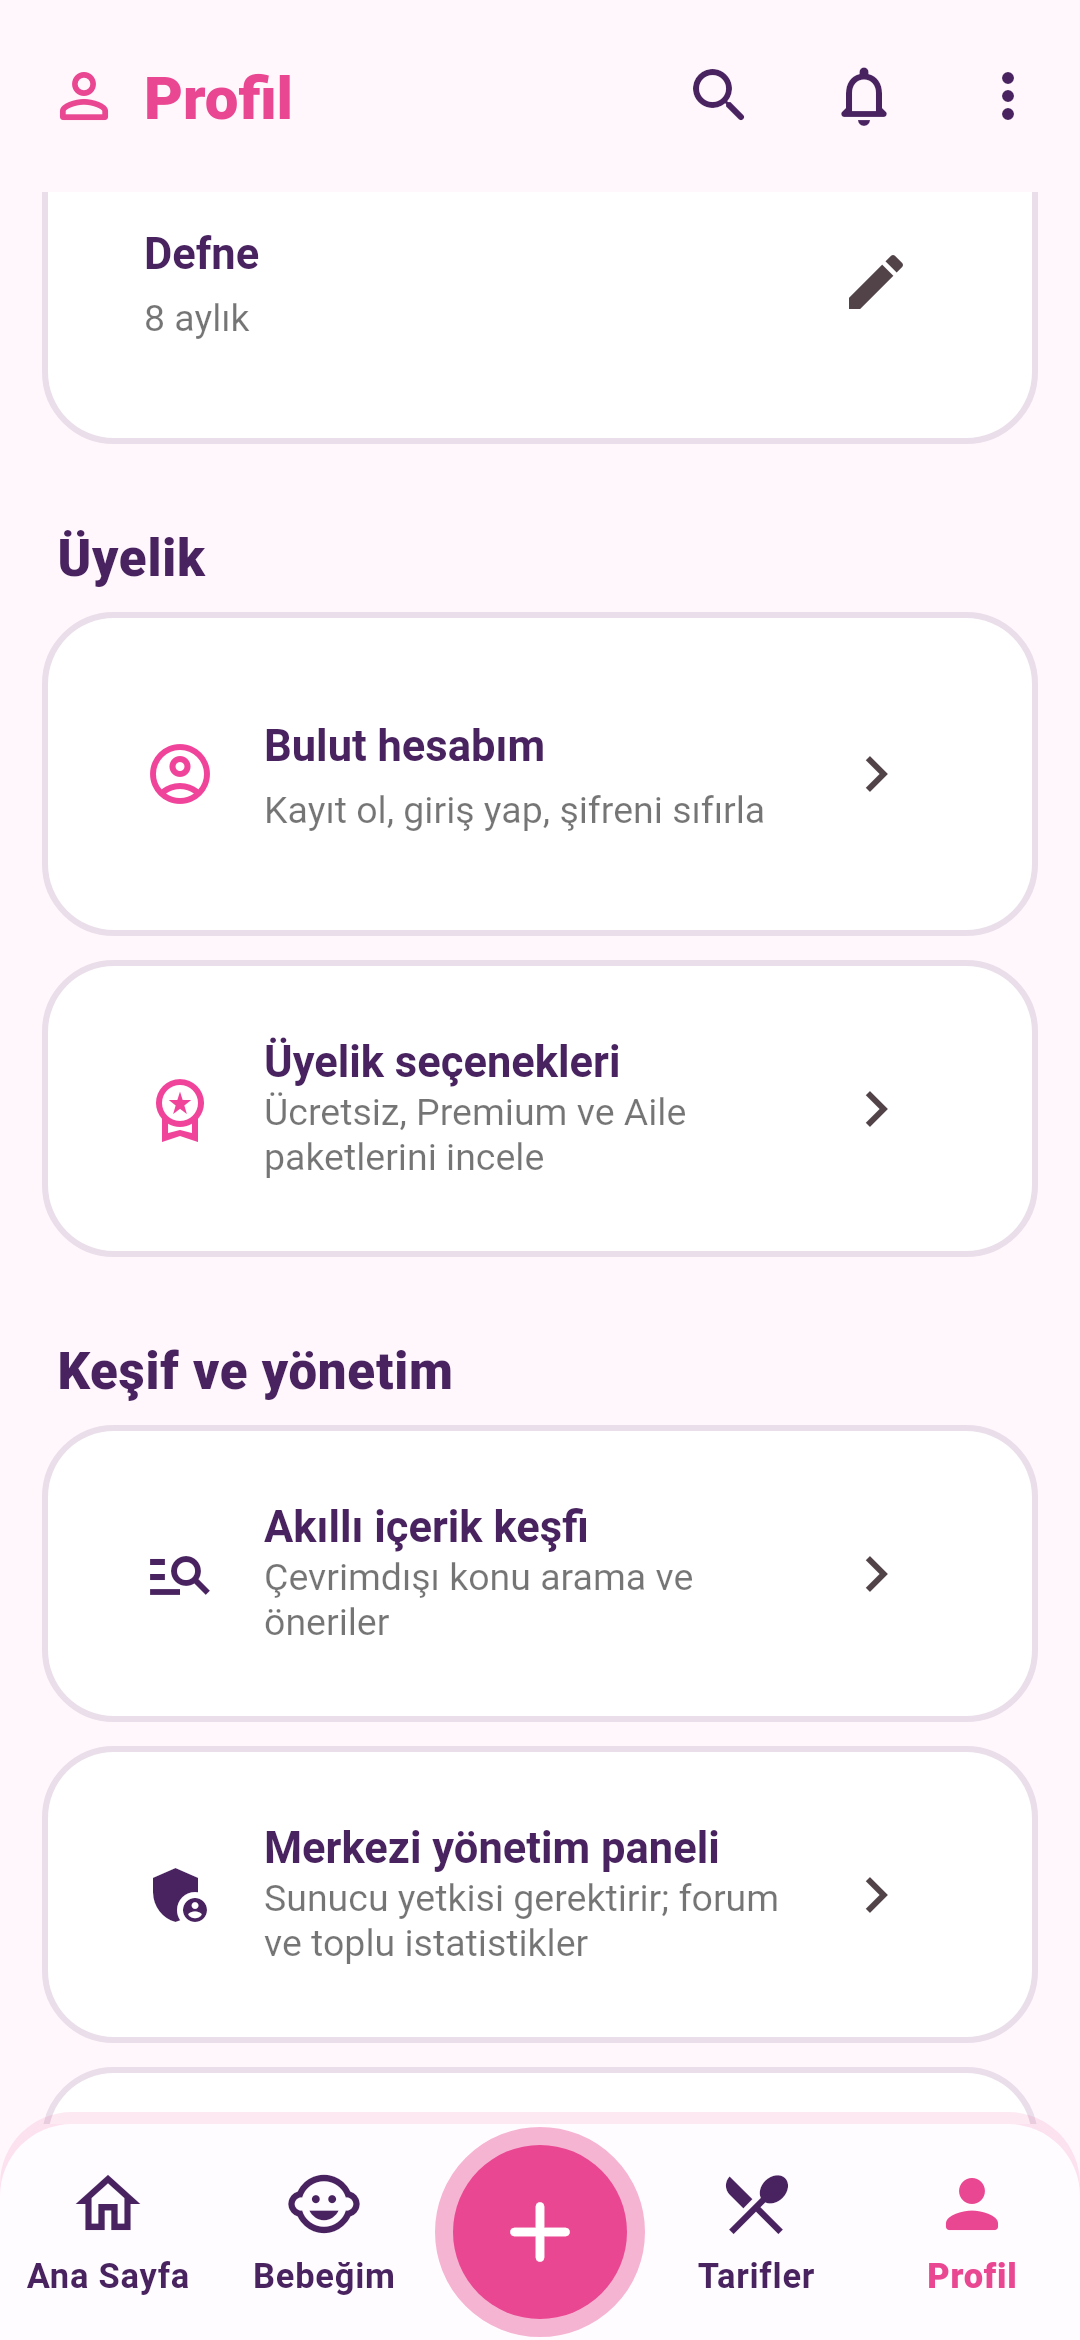 Profil
Defne
8 aylık
Üyelik
Bulut hesabım
Kayıt ol, giriş yap, şifreni sıfırla
Üyelik seçenekleri
Ücretsiz, Premium ve Aile
paketlerini incele
Keşif ve yönetim
Akıllı içerik keşfi
Çevrimdışı konu arama ve
öneriler
Merkezi yönetim paneli
Sunucu yetkisi gerektirir; forum
ve toplu istatistikler
Ana Sayfa
Bebeğim
Tarifler
Profil